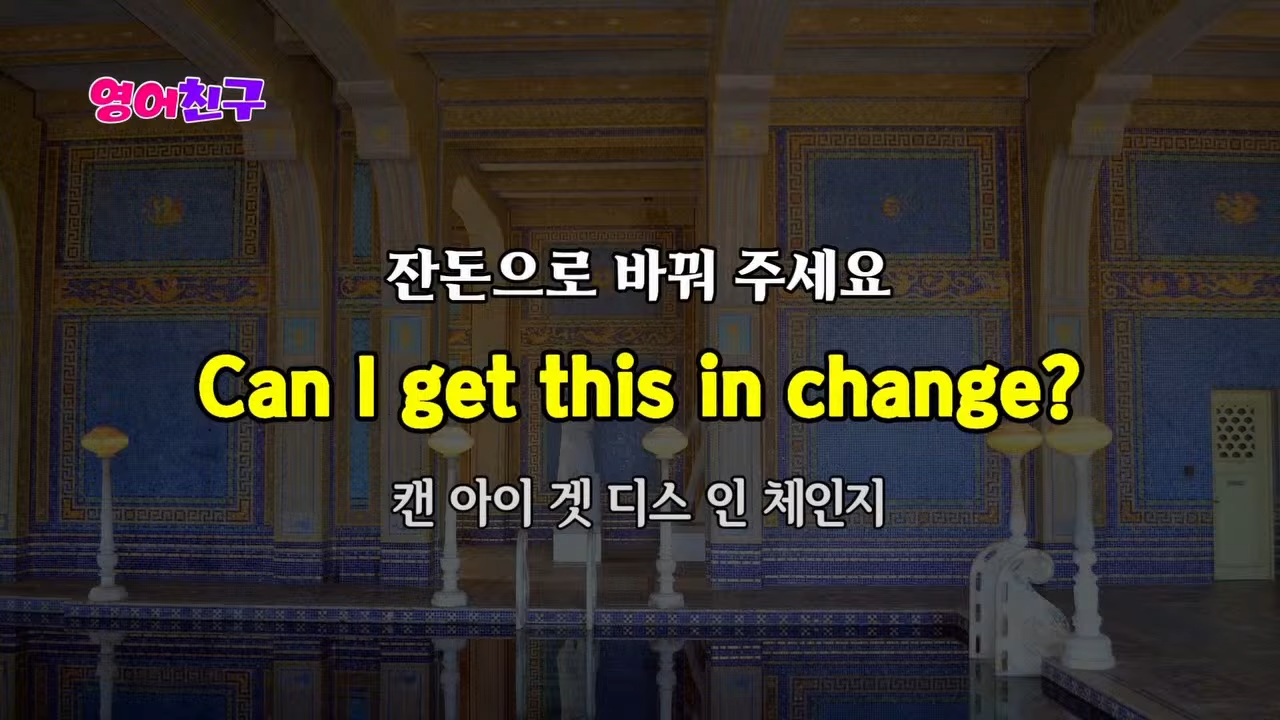 영어친구
잔돈으로 바꿔 주세요
Can I get this in change?
캔 아이 겟 디스 인 체인지